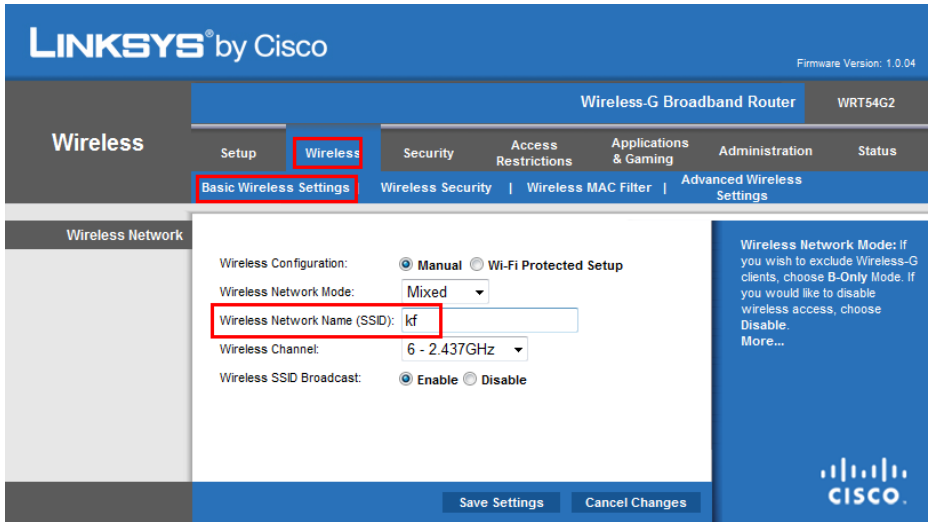 LINKSYS® by Cisco
Firmware Version: 1.0.04
Wireless-G Broadband Router WRT54G2
Wireless
Setup Wireless Security Access Restrictions Applications & Gaming Administration Status
Basic Wireless Settings | Wireless Security | Wireless MAC Filter | Advanced Wireless Settings
Wireless Network
Wireless Configuration: Manual Wi-Fi Protected Setup
Wireless Network Mode: Mixed
Wireless Network Name (SSID): kf
Wireless Channel: 6 - 2.437GHz
Wireless SSID Broadcast: Enable Disable
Wireless Network Mode: If
you wish to exclude Wireless-G
clients, choose B-Only Mode. If
you would like to disable
wireless access, choose
Disable.
More...
Save Settings Cancel Changes
CISCO.